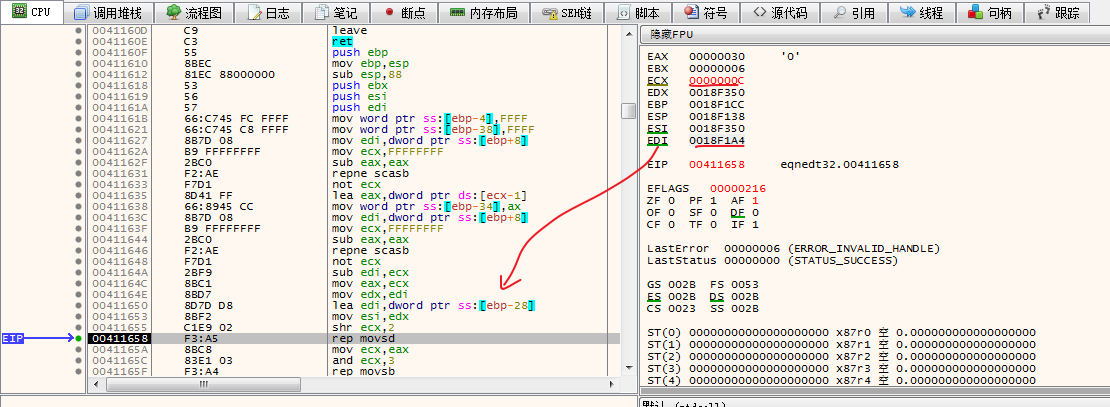 CPU 调用堆栈 流程图 日志 笔记 断点 内存布局 SEH链 脚本 符号 源代码 引用 线程 句柄 跟踪
0041160D C9 leave
0041160E C3 ret
0041160F 55 push ebp
00411610 8BEC mov ebp,esp
00411612 81EC 88000000 sub esp,88
00411618 53 push ebx
00411619 56 push esi
0041161A 57 push edi
0041161B 66:C745 FC FFFF mov word ptr ss:[ebp-4],FFFF
00411621 66:C745 C8 FFFF mov word ptr ss:[ebp-38],FFFF
00411627 8B7D 08 mov edi,dword ptr ss:[ebp+8]
0041162A B9 FFFFFFFF mov ecx,FFFFFFFF
0041162F 2BC0 sub eax,eax
00411631 F2:AE repne scasb
00411633 F7D1 not ecx
00411635 8D41 FF lea eax,dword ptr ds:[ecx-1]
00411638 66:8945 CC mov word ptr ss:[ebp-34],ax
0041163C 8B7D 08 mov edi,dword ptr ss:[ebp+8]
0041163F B9 FFFFFFFF mov ecx,FFFFFFFF
00411644 2BC0 sub eax,eax
00411646 F2:AE repne scasb
00411648 F7D1 not ecx
0041164A 2BF9 sub edi,ecx
0041164C 8BC1 mov eax,ecx
0041164E 8BD7 mov edx,edi
00411650 8D7D D8 lea edi,dword ptr ss:[ebp-28]
00411653 8BF2 mov esi,edx
00411655 C1E9 02 shr ecx,2
EIP 00411658 F3:A5 rep movsd
0041165A 8BC8 mov ecx,eax
0041165C 83E1 03 and ecx,3
0041165F F3:A4 rep movsb
隐藏FPU
EAX 00000030 '0'
EBX 00000006
ECX 0000000C
EDX 0018F350
EBP 0018F1CC
ESP 0018F138
ESI 0018F350
EDI 0018F1A4
EIP 00411658 eqnedt32.00411658
EFLAGS 00000216
ZF 0 PF 1 AF 1
OF 0 SF 0 DF 0
CF 0 TF 0 IF 1
LastError 00000006 (ERROR_INVALID_HANDLE)
LastStatus 00000000 (STATUS_SUCCESS)
GS 002B FS 0053
ES 002B DS 002B
CS 0023 SS 002B
ST(0) 00000000000000000000 x87r0 空 0.000000000000000000
ST(1) 00000000000000000000 x87r1 空 0.000000000000000000
ST(2) 00000000000000000000 x87r2 空 0.000000000000000000
ST(3) 00000000000000000000 x87r3 空 0.000000000000000000
ST(4) 00000000000000000000 x87r4 空 0.000000000000000000